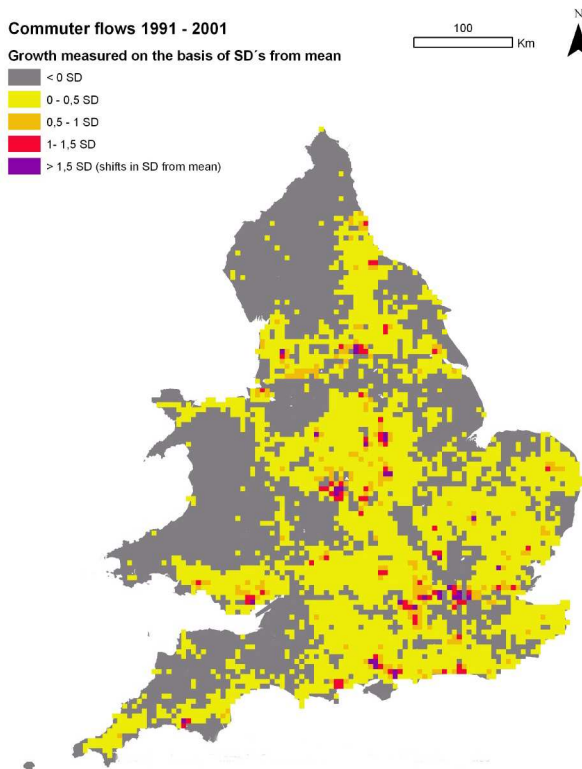 Commuter flows 1991 - 2001
100
Km
N
Growth measured on the basis of SD´s from mean
< 0 SD
0 - 0,5 SD
0,5 - 1 SD
1- 1,5 SD
> 1,5 SD (shifts in SD from mean)